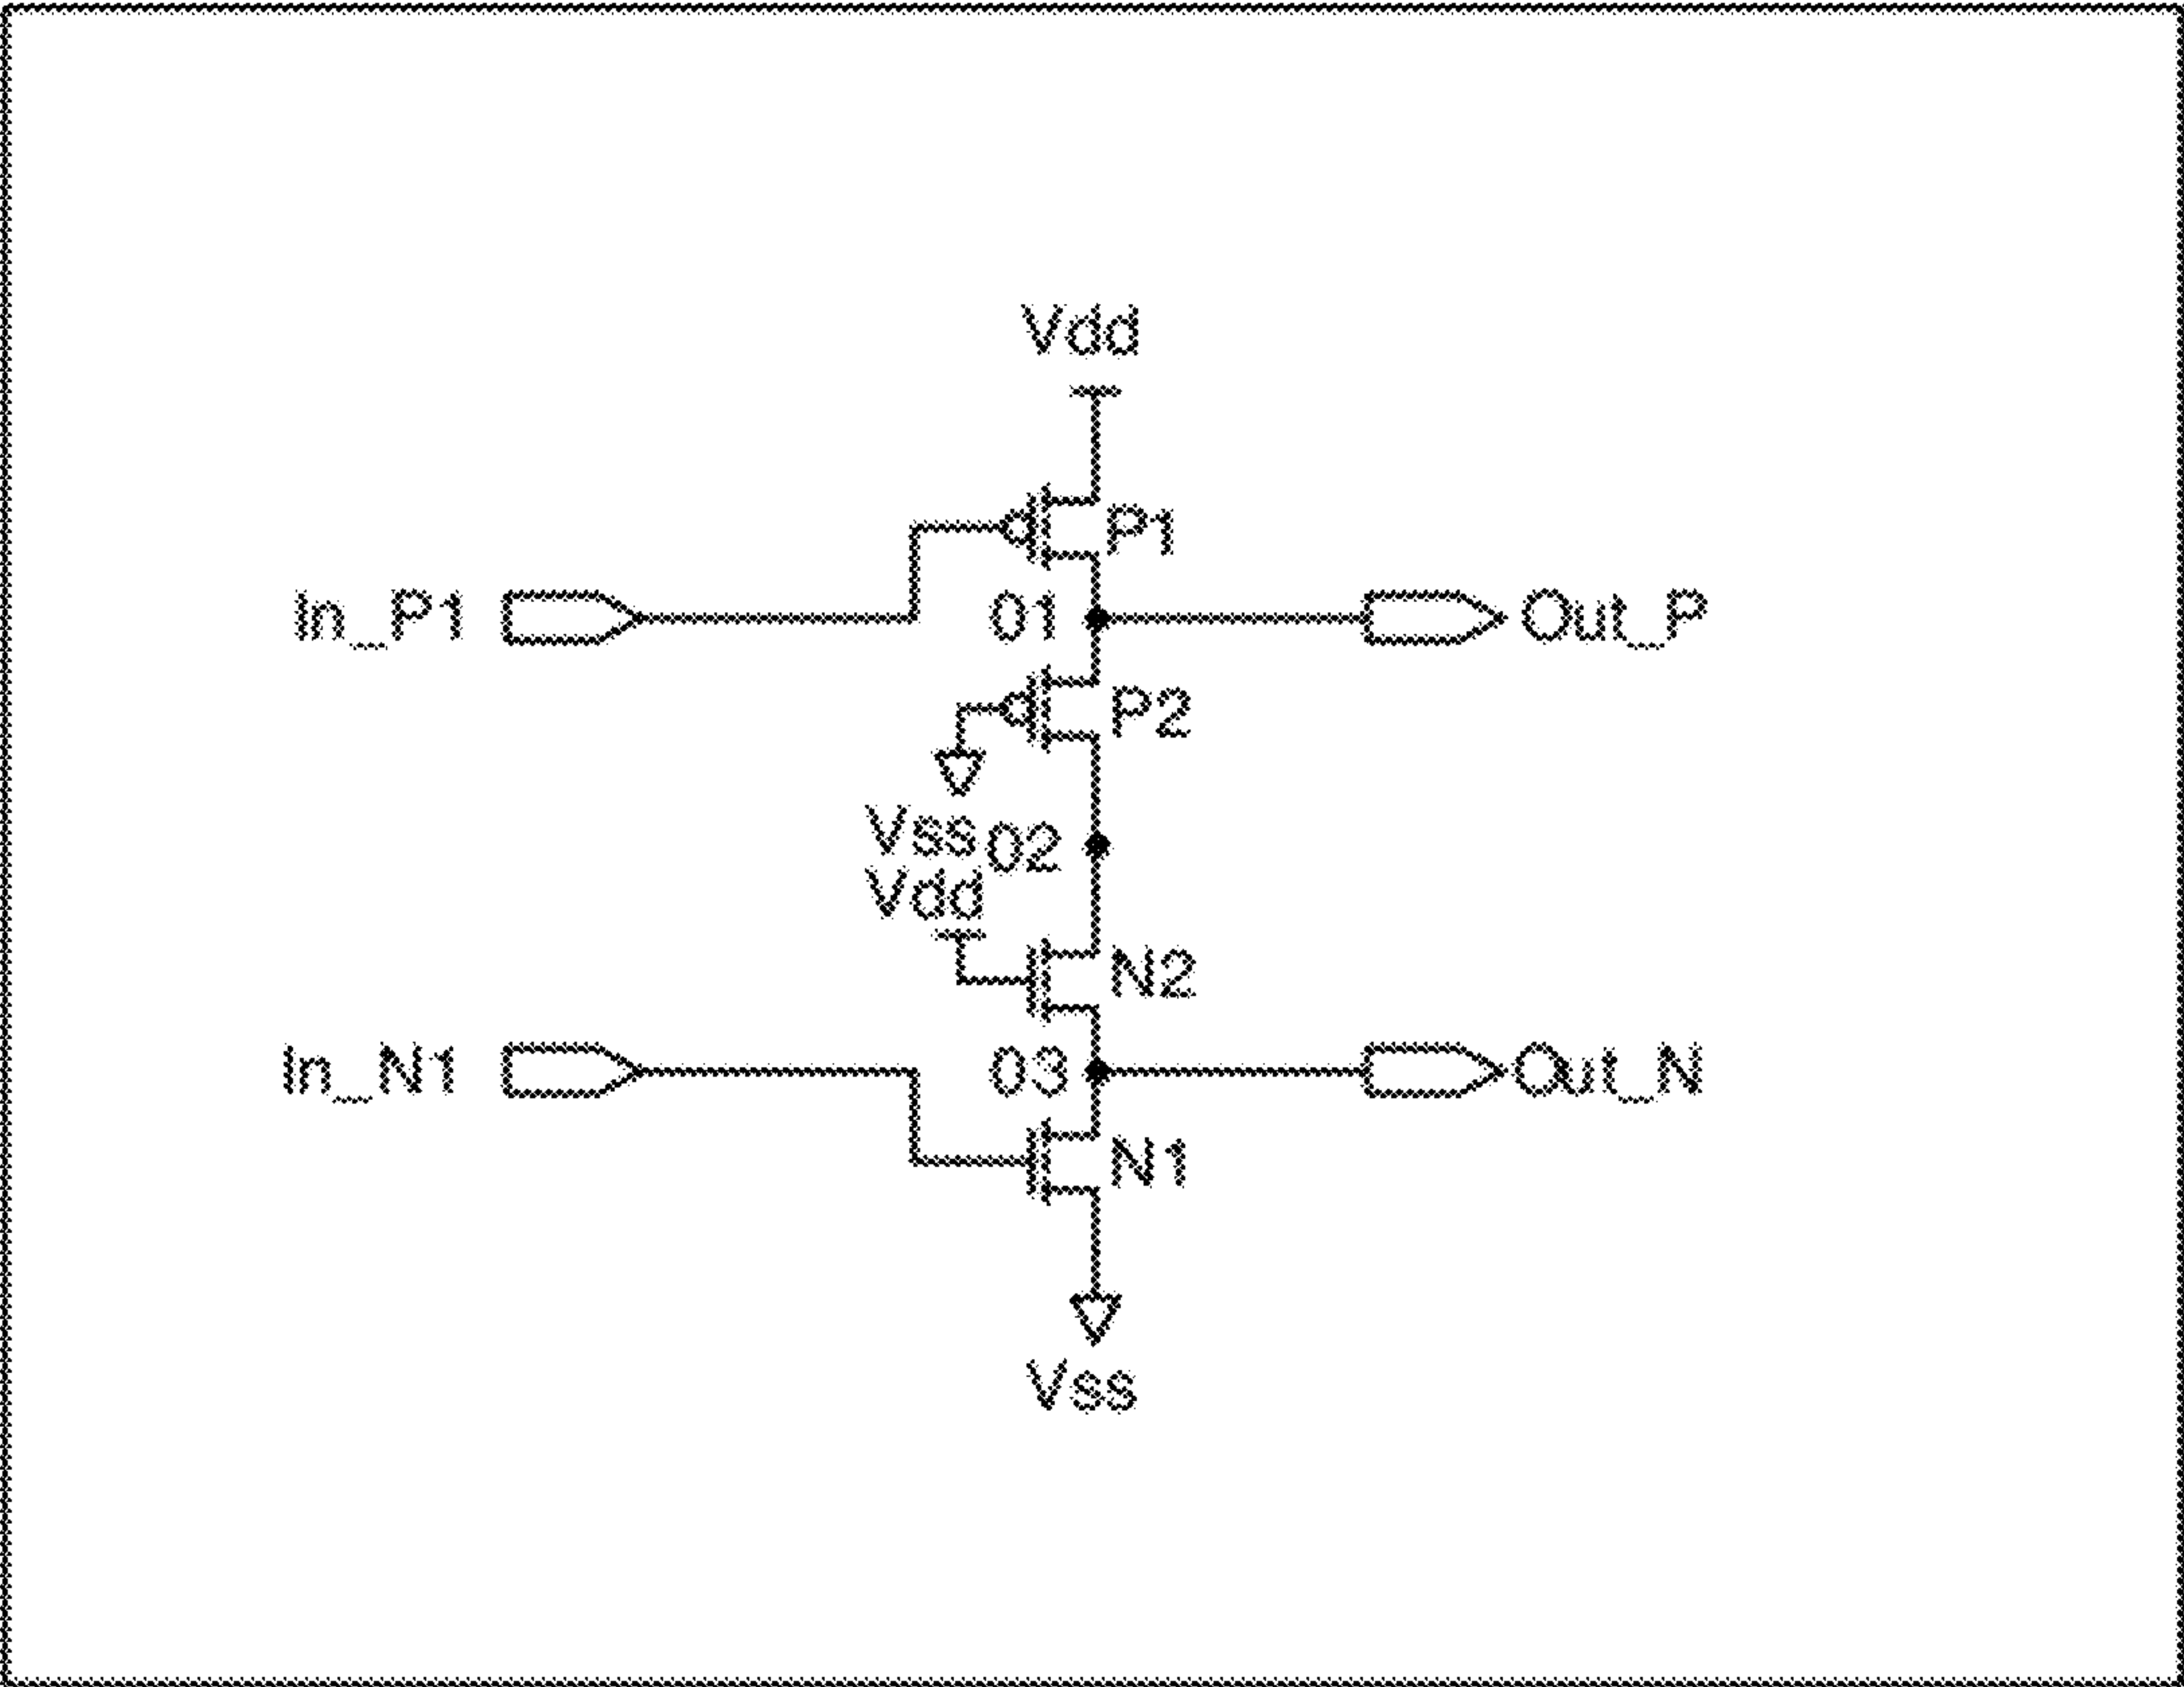 Vdd
P1
In_P1 01 Out_P
P2
Vss 02
Vdd
N2
In_N1 03 Out_N
N1
Vss